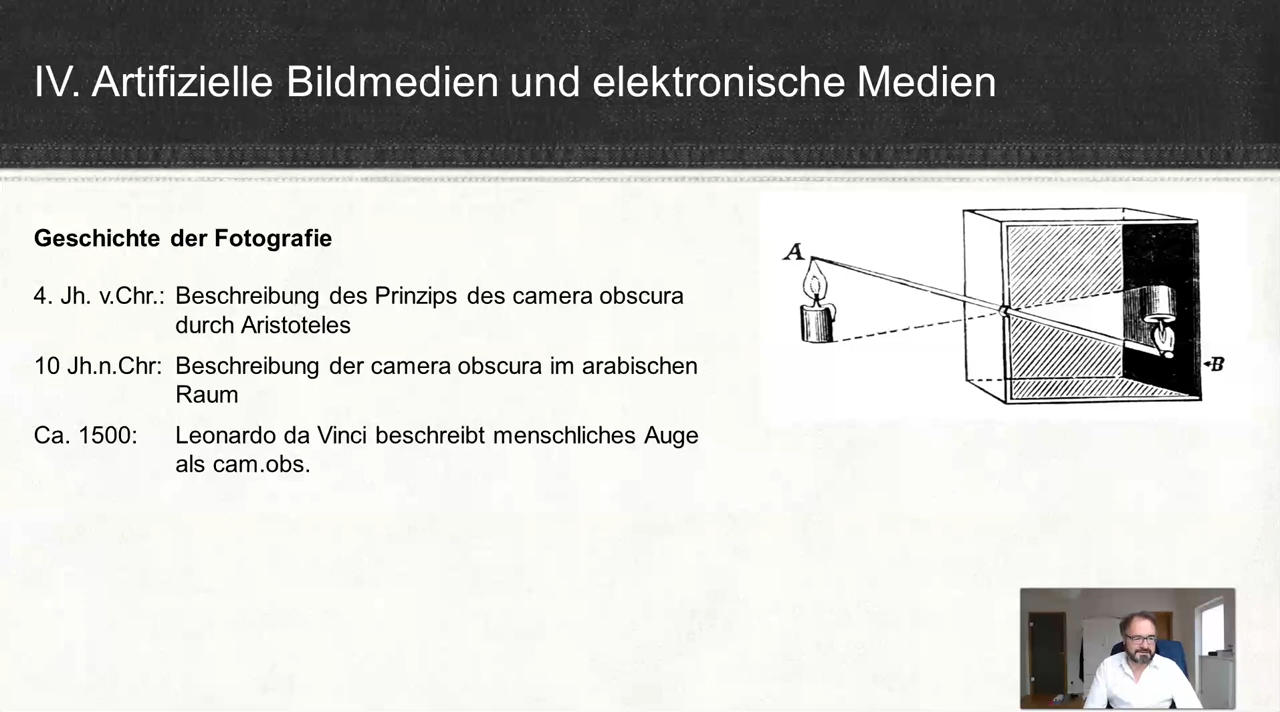 IV. Artifizielle Bildmedien und elektronische Medien
Geschichte der Fotografie
4. Jh. v.Chr.: Beschreibung des Prinzips des camera obscura
durch Aristoteles
10 Jh.n.Chr: Beschreibung der camera obscura im arabischen
Raum
Ca. 1500: Leonardo da Vinci beschreibt menschliches Auge
als cam.obs.
A
B